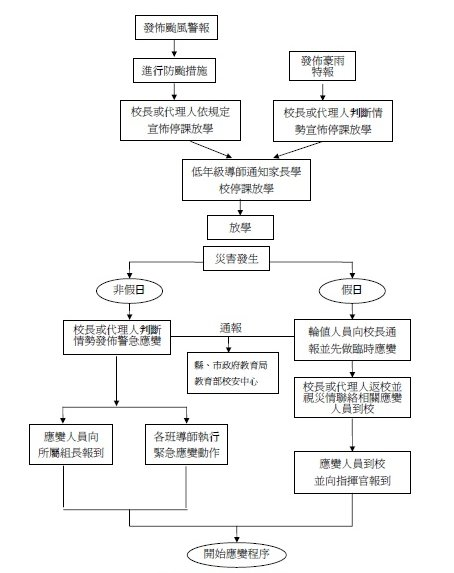 發佈颱風警報
發佈豪雨
特報
進行防颱措施
校長或代理人依規定
宣佈停課放學
校長或代理人判斷情
勢宣佈停課放學
低年級導師通知家長學
校停課放學
放學
災害發生
非假日
假日
校長或代理人判斷
情勢發佈警急應變
通報
輪值人員向校長通
報並先做臨時應變
縣、市政府教育局
教育部校安中心
校長或代理人返校並
視災情聯絡相關應變
人員到校
應變人員向
所屬組長報到
各班導師執行
緊急應變動作
應變人員到校
並向指揮官報到
開始應變程序